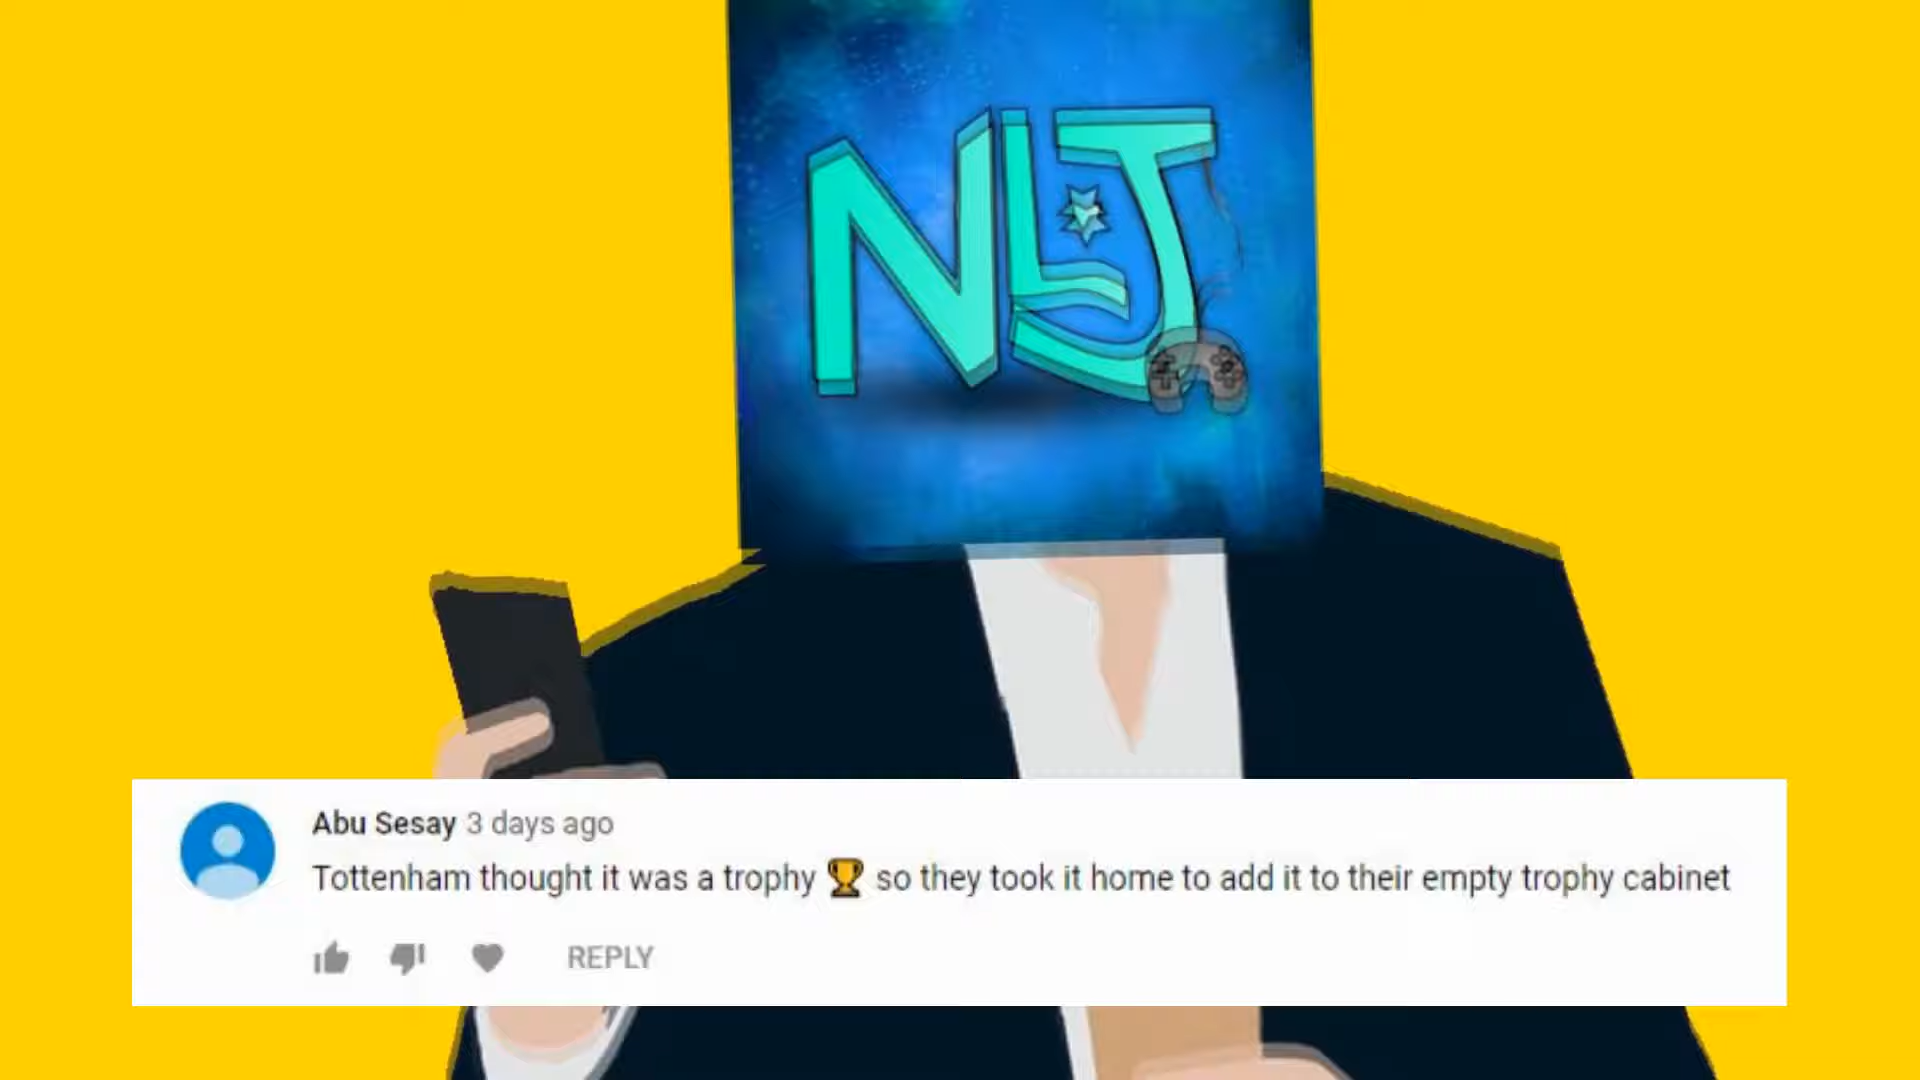 NLJ
Abu Sesay 3 days ago
Tottenham thought it was a trophy 🏆 so they took it home to add it to their empty trophy cabinet
REPLY